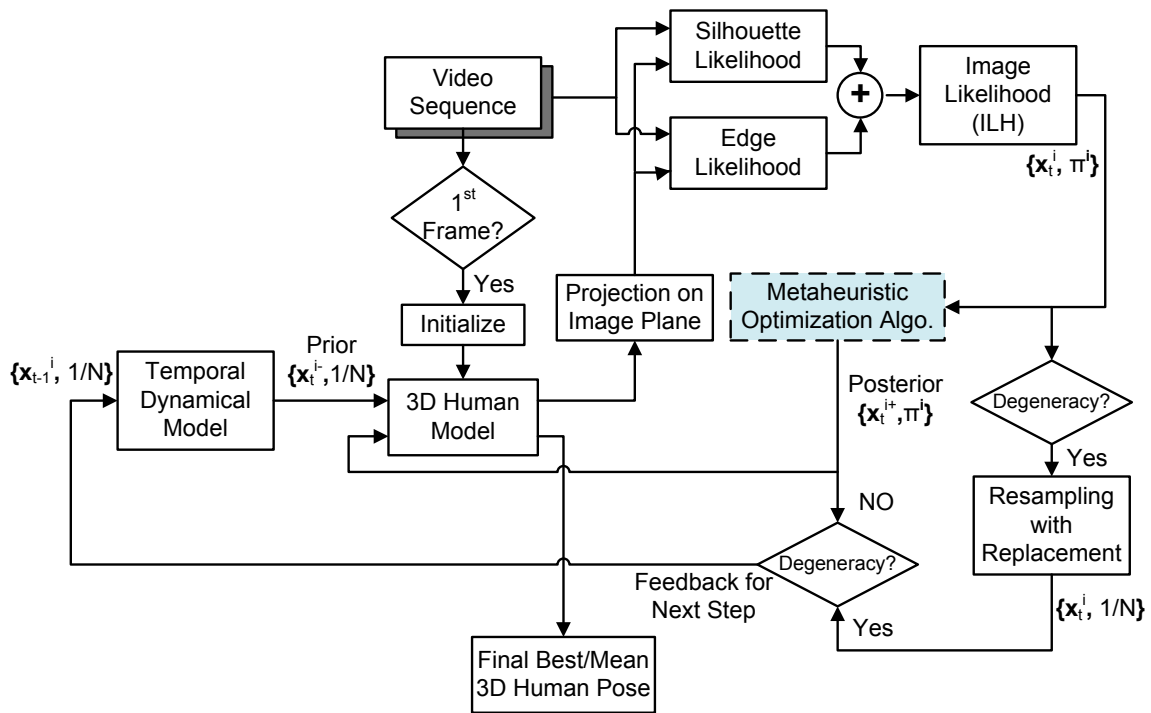 Silhouette
Likelihood
Video
Sequence
+
Image
Likelihood
(ILH)
Edge
Likelihood
{x_t^i, π^i}
1^st
Frame?
Yes
Projection on
Image Plane
Metaheuristic
Optimization Algo.
Initialize
{x_{t-1}^i, 1/N}
Temporal
Dynamical
Model
Prior
{x_t^{i-},1/N}
3D Human
Model
Posterior
{x_t^{i+},π^i}
Degeneracy?
Yes
Resampling
with
Replacement
NO
Degeneracy?
Feedback for
Next Step
{x_t^i, 1/N}
Yes
Final Best/Mean
3D Human Pose